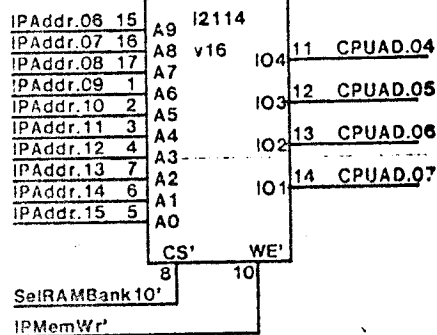 I2114
v16
IPAddr.06 15 A9
IPAddr.07 16 A8
IPAddr.08 17 A7
IPAddr.09 1 A6
IPAddr.10 2 A5
IPAddr.11 3 A4
IPAddr.12 4 A3
IPAddr.13 7 A2
IPAddr.14 6 A1
IPAddr.15 5 A0
IO4 11 CPUAD.04
IO3 12 CPUAD.05
IO2 13 CPUAD.06
IO1 14 CPUAD.07
CS' WE'
8 10
SelRAMBank10'
IPMemWr'